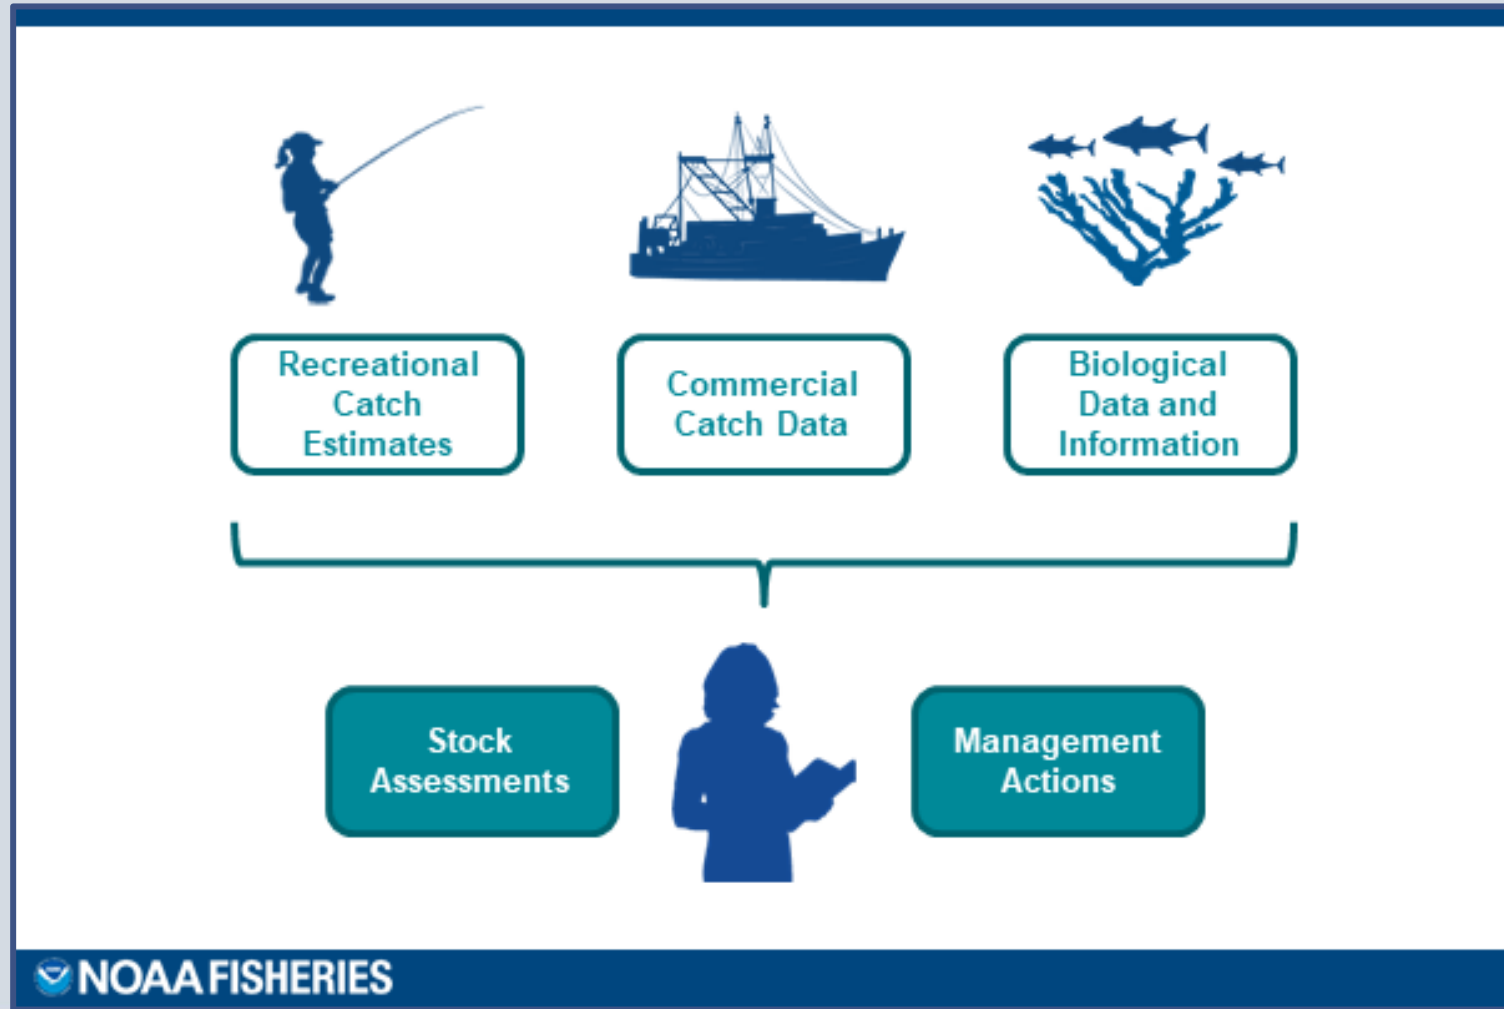 Recreational
Catch
Estimates
Commercial
Catch Data
Biological
Data and
Information
Stock
Assessments
Management
Actions
NOAA FISHERIES